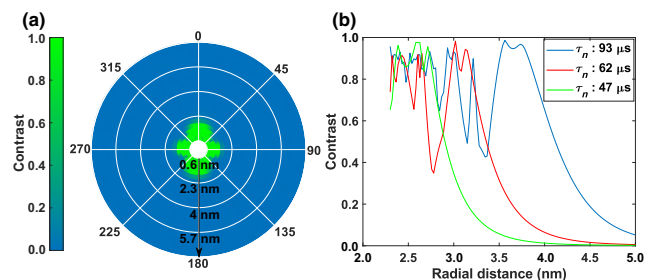 (a)
Contrast
1.0
0.8
0.6
0.4
0.2
0.0
0
45
90
135
180
225
270
315
0.6 nm
2.3 nm
4 nm
5.7 nm
(b)
Contrast
1.0
0.8
0.6
0.4
0.2
0.0
2.0
2.5
3.0
3.5
4.0
4.5
5.0
Radial distance (nm)
τn : 93 μs
τn : 62 μs
τn : 47 μs